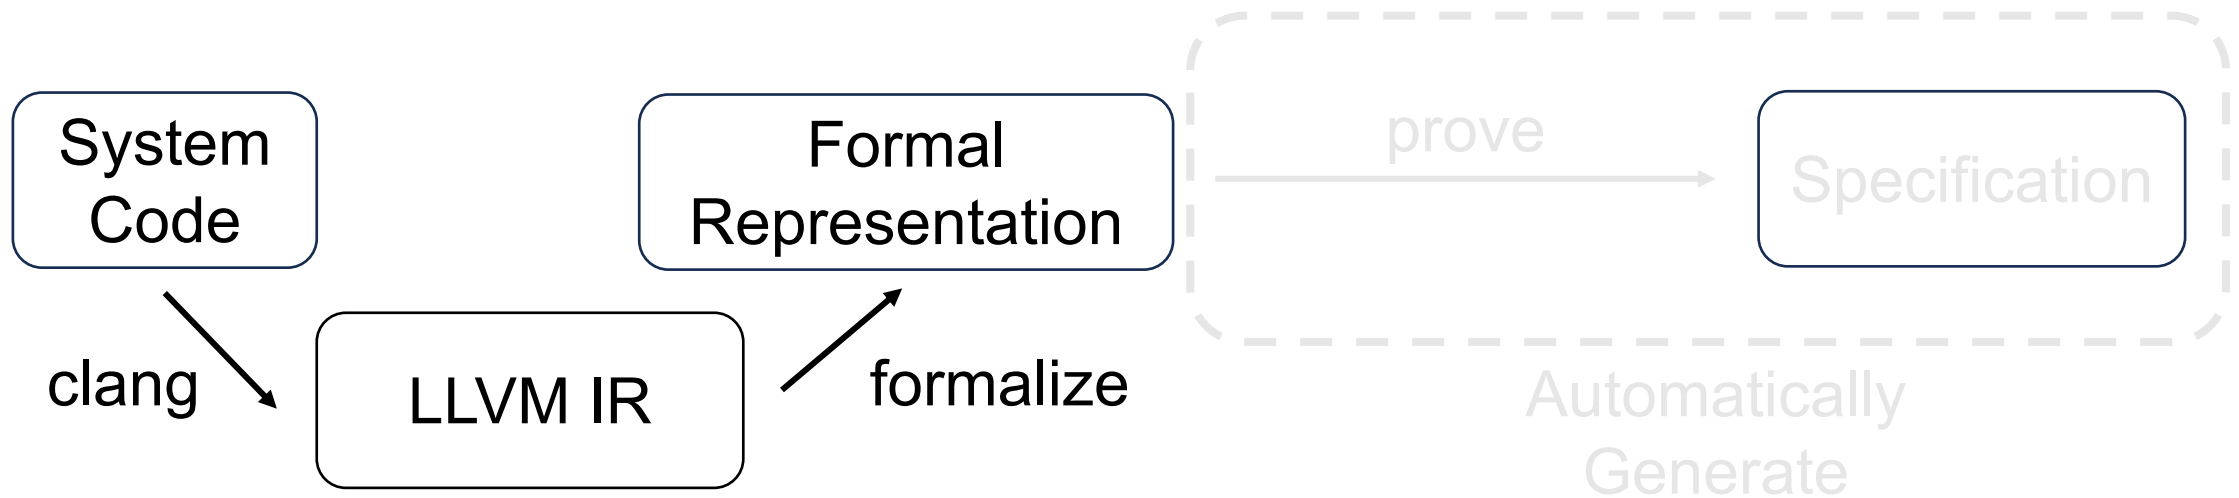 System
Code
clang
LLVM IR
formalize
Formal
Representation
prove
Specification
Automatically
Generate